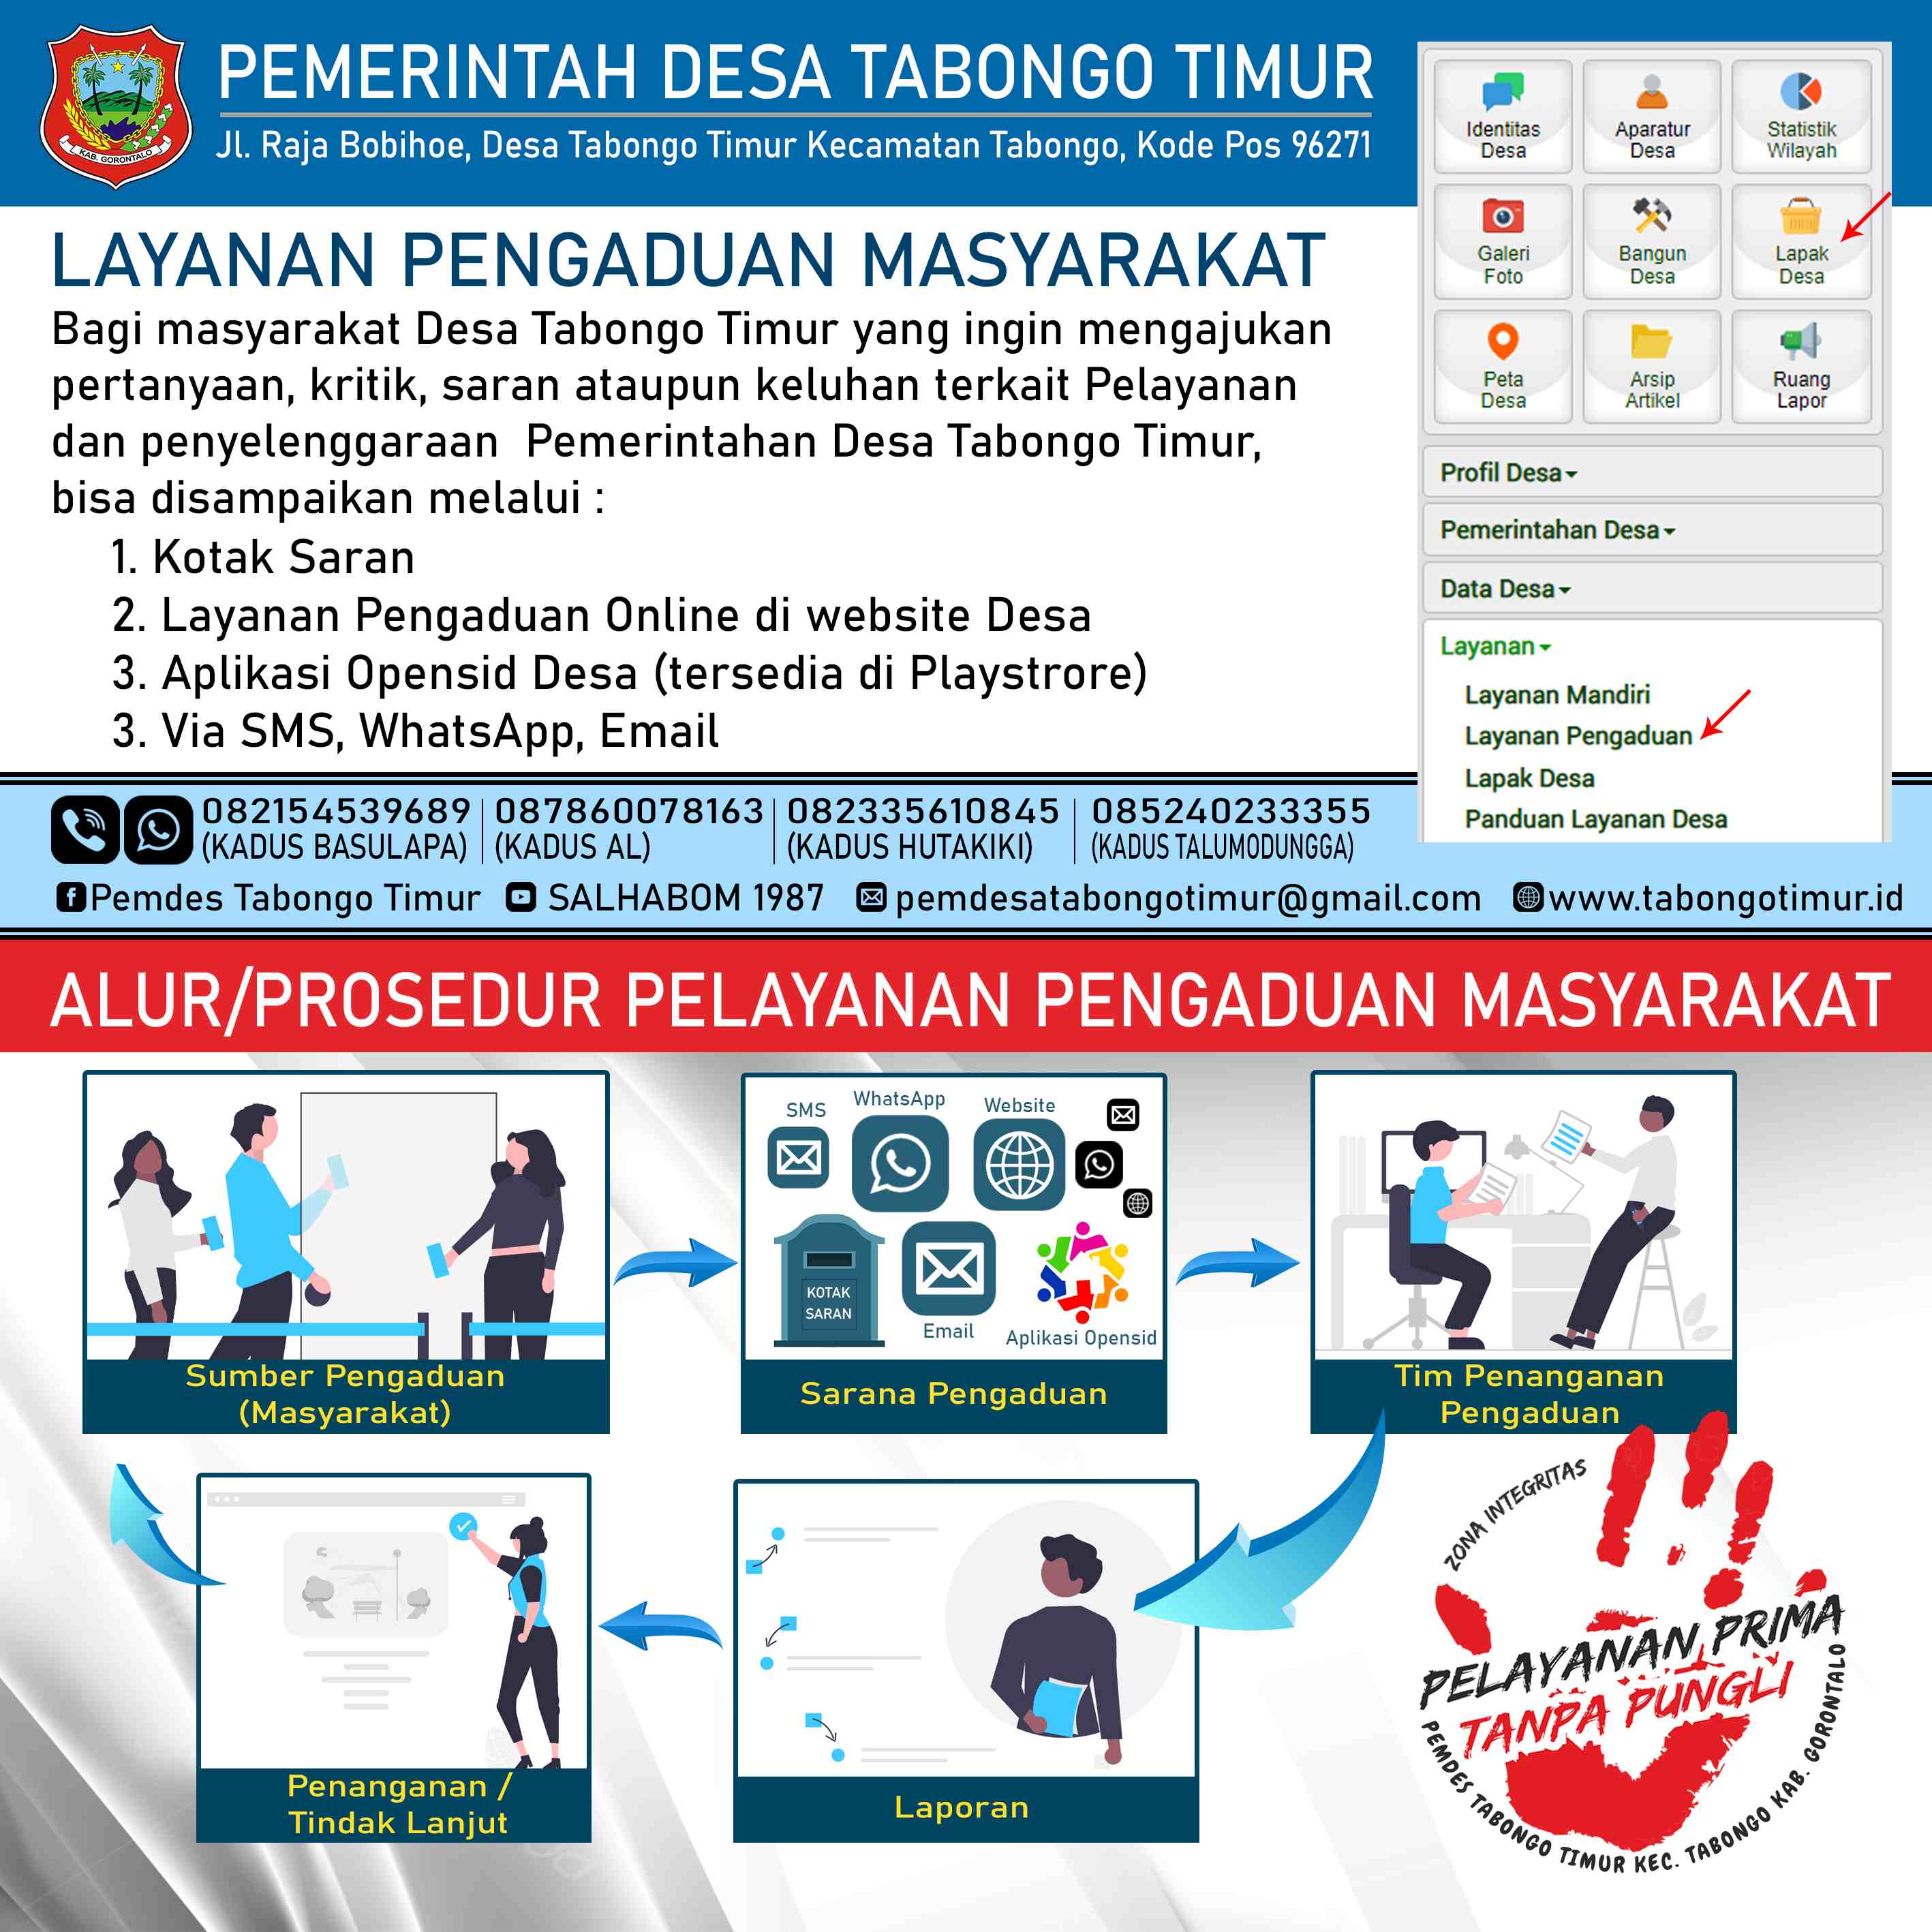 KAB. GORONTALO
PEMERINTAH DESA TABONGO TIMUR
Jl. Raja Bobihoe, Desa Tabongo Timur Kecamatan Tabongo, Kode Pos 96271
LAYANAN PENGADUAN MASYARAKAT
Bagi masyarakat Desa Tabongo Timur yang ingin mengajukan
pertanyaan, kritik, saran ataupun keluhan terkait Pelayanan
dan penyelenggaraan Pemerintahan Desa Tabongo Timur,
bisa disampaikan melalui :
1. Kotak Saran
2. Layanan Pengaduan Online di website Desa
3. Aplikasi Opensid Desa (tersedia di Playstrore)
3. Via SMS, WhatsApp, Email
Identitas
Desa
Aparatur
Desa
Statistik
Wilayah
Galeri
Foto
Bangun
Desa
Lapak
Desa
Peta
Desa
Arsip
Artikel
Ruang
Lapor
Profil Desa
Pemerintahan Desa
Data Desa
Layanan
Layanan Mandiri
Layanan Pengaduan
Lapak Desa
Panduan Layanan Desa
082154539689
(KADUS BASULAPA)
087860078163
(KADUS AL)
082335610845
(KADUS HUTAKIKI)
085240233355
(KADUS TALUMODUNGGA)
Pemdes Tabongo Timur SALHABOM 1987 pemdesatabongotimur@gmail.com www.tabongotimur.id
ALUR/PROSEDUR PELAYANAN PENGADUAN MASYARAKAT
Sumber Pengaduan
(Masyarakat)
SMS
WhatsApp
Website
KOTAK
SARAN
Email
Aplikasi Opensid
Sarana Pengaduan
Tim Penanganan
Pengaduan
Penanganan /
Tindak Lanjut
Laporan
ZONA INTEGRITAS
PELAYANAN PRIMA
TANPA PUNGLI
PEMDES TABONGO TIMUR KEC. TABONGO KAB. GORONTALO